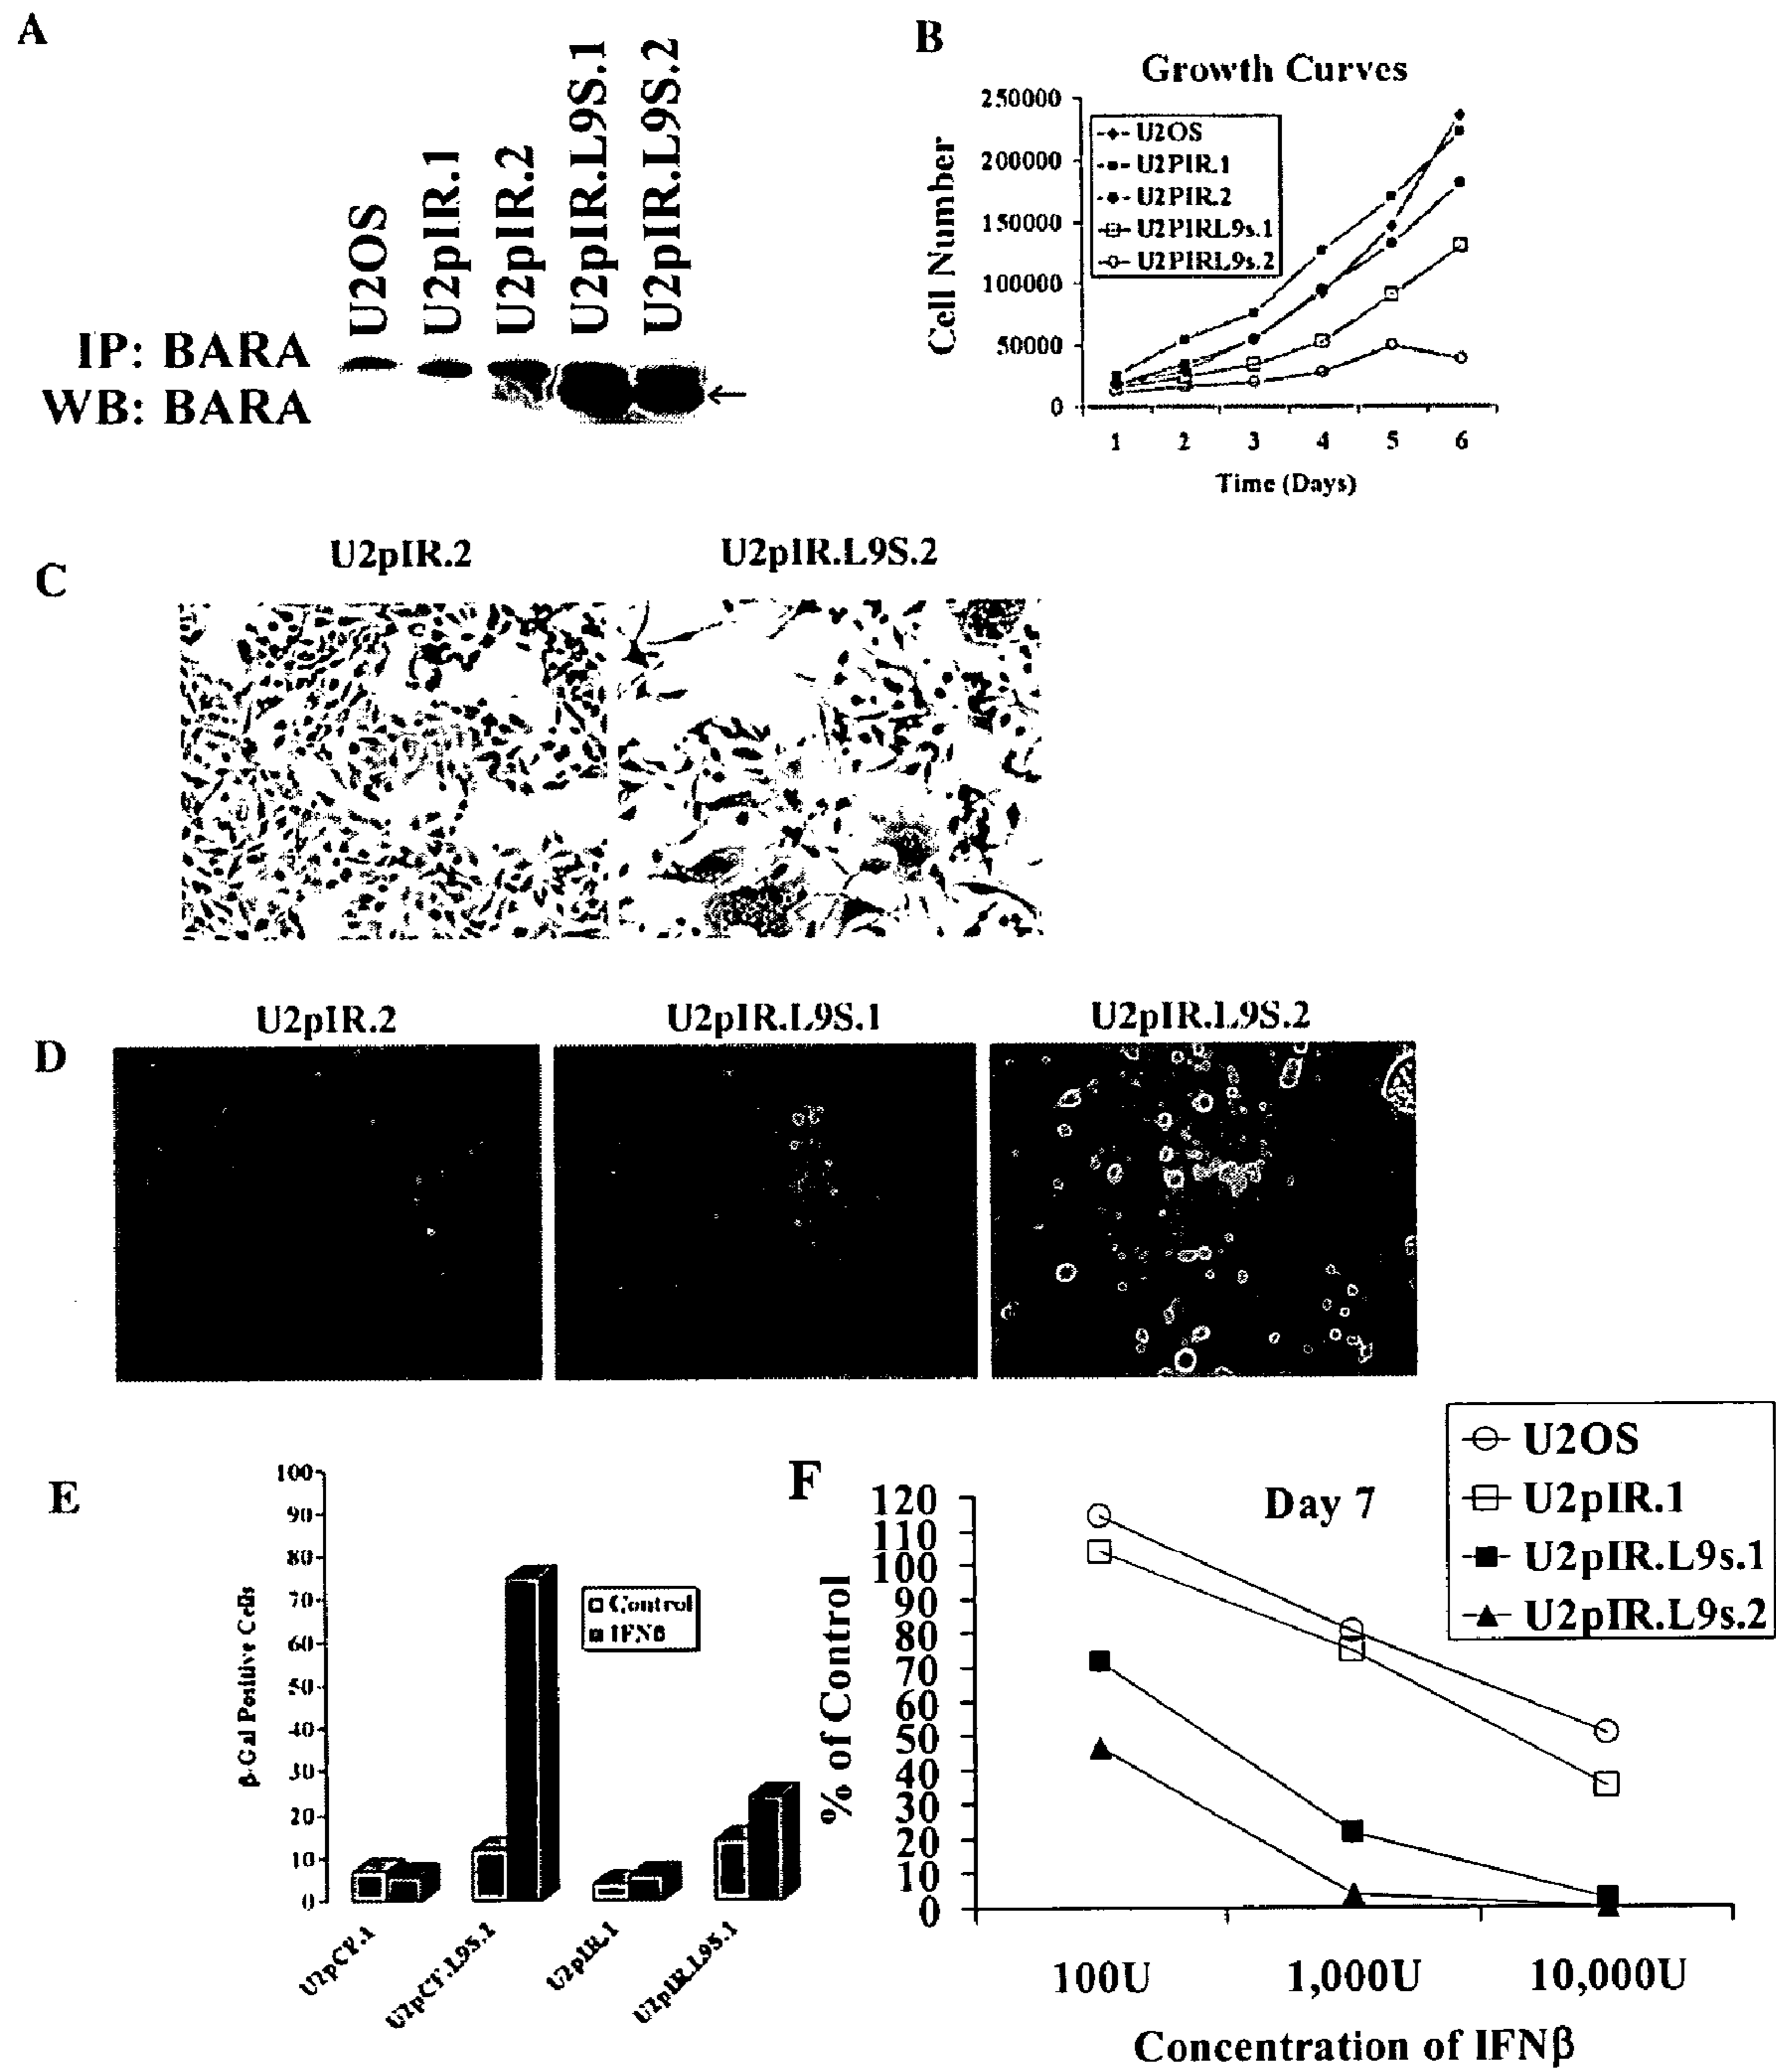 A
U2OS
U2pIR.1
U2pIR.2
U2pIR.L9S.1
U2pIR.L9S.2
IP: BARA
WB: BARA
B
Growth Curves
Cell Number
250000
200000
150000
100000
50000
0
U2OS
U2PIR.1
U2PIR.2
U2PIRL9s.1
U2PIRL9s.2
1 2 3 4 5 6
Time (Days)
C
U2pIR.2
U2pIR.L9S.2
D
U2pIR.2
U2pIR.L9S.1
U2pIR.L9S.2
E
β-Gal Positive Cells
100
90
80
70
60
50
40
30
20
10
0
Control
IFNβ
U2pIR.1
U2pIR.L9S.1
F
Day 7
U2OS
U2pIR.1
U2pIR.L9s.1
U2pIR.L9s.2
% of Control
120
110
100
90
80
70
60
50
40
30
20
10
0
100U 1,000U 10,000U
Concentration of IFNβ